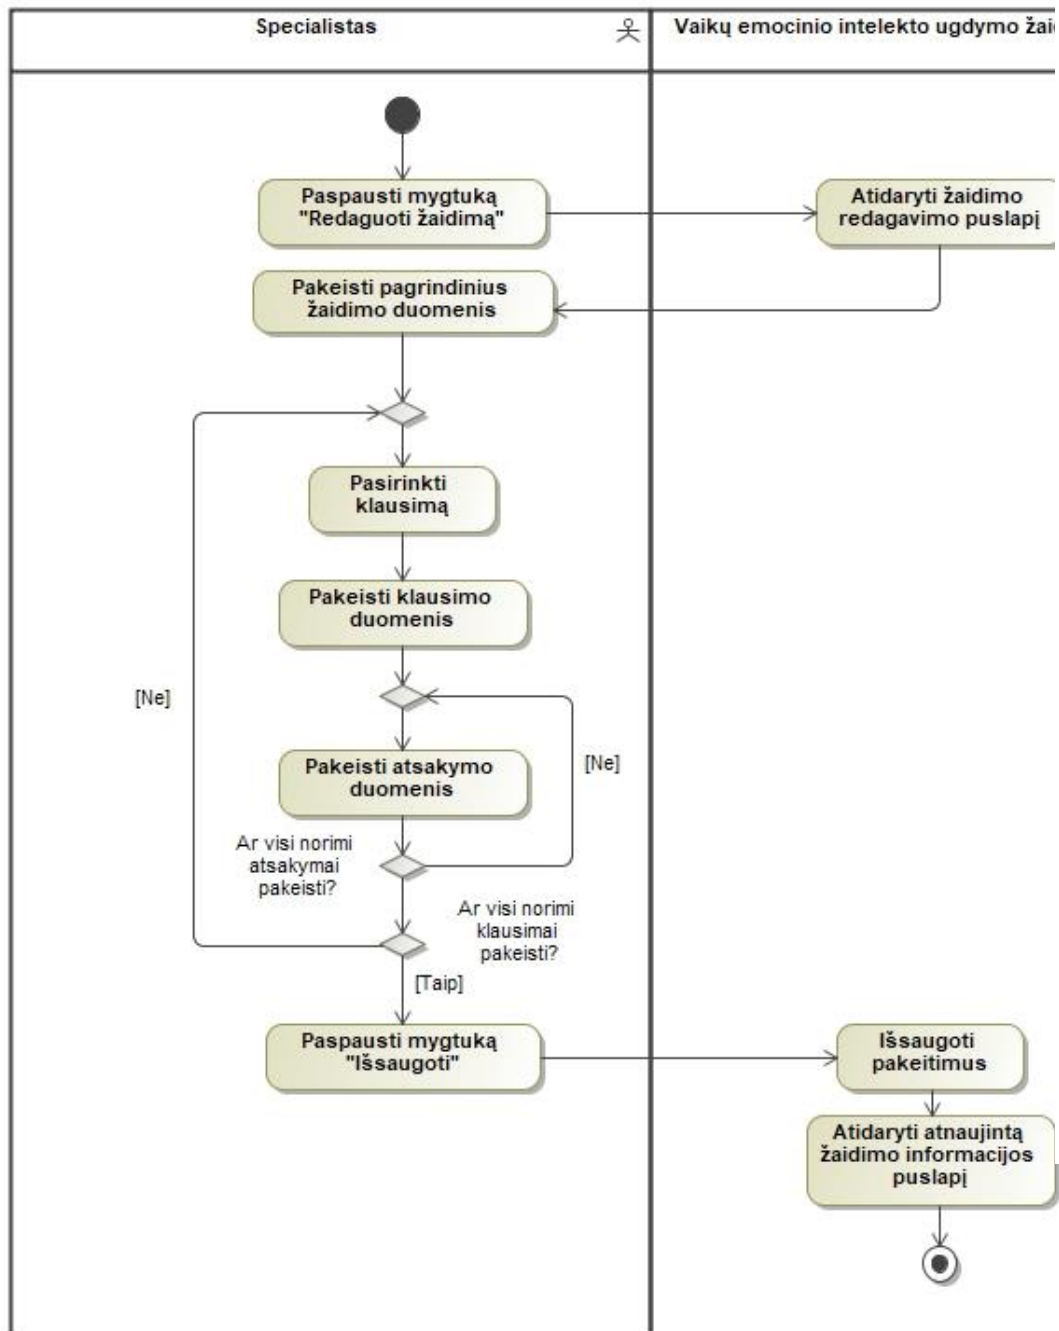 Specialistas
Vaikų emocinio intelekto ugdymo
Paspausti mygtuką
"Redaguoti žaidimą"
Atidaryti žaidimo
redagavimo puslapį
Pakeisti pagrindinius
žaidimo duomenis
Pasirinkti
klausimą
Pakeisti klausimo
duomenis
[Ne]
Pakeisti atsakymo
duomenis
[Ne]
Ar visi norimi
atsakymai
pakeisti?
Ar visi norimi
klausimai
pakeisti?
[Taip]
Paspausti mygtuką
"Išsaugoti"
Išsaugoti
pakeitimus
Atidaryti atnaujintą
žaidimo informacijos
puslapį